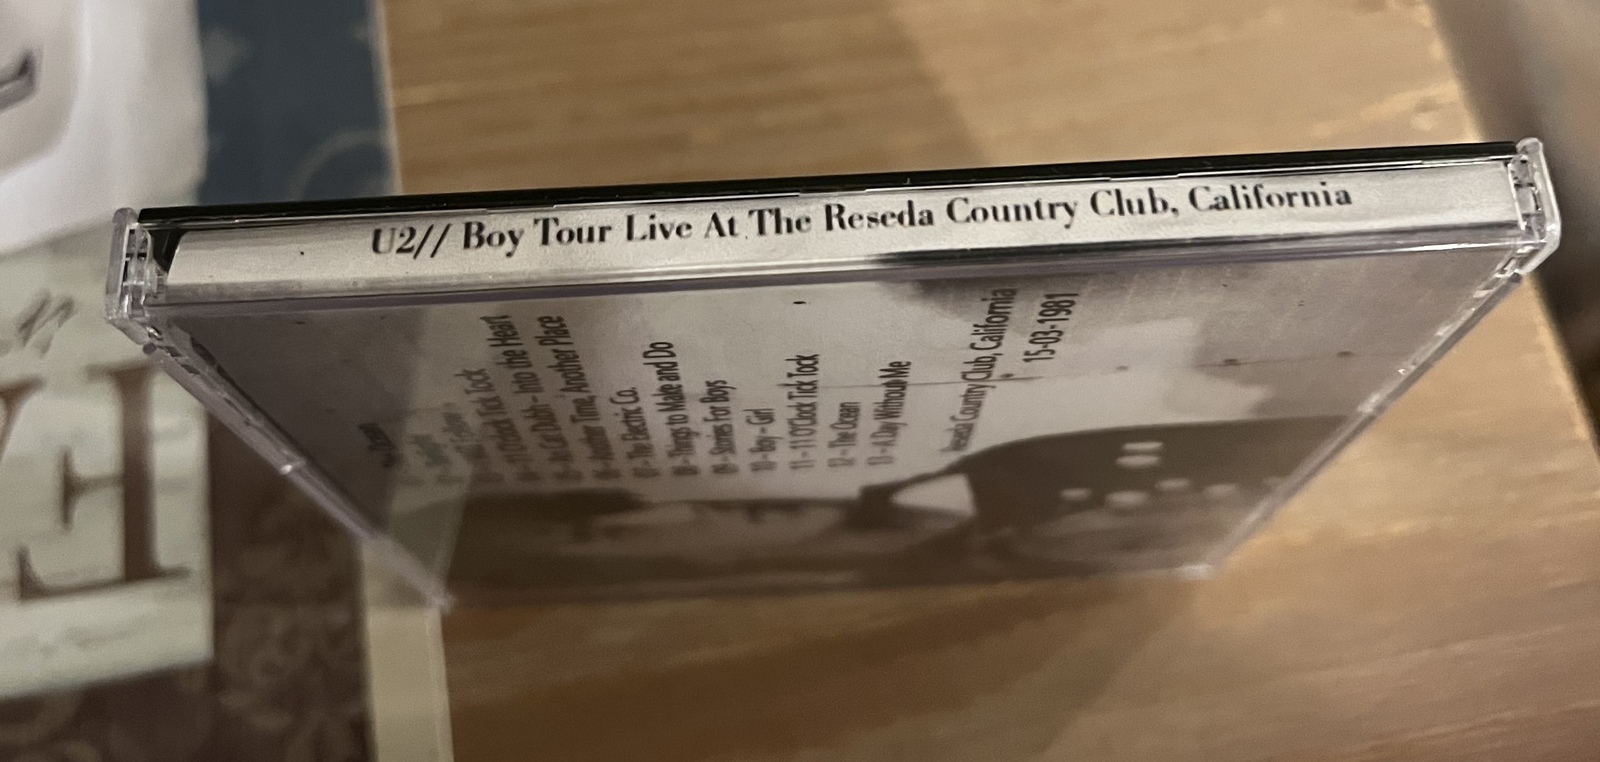 U2// Boy Tour Live At The Reseda Country Club, California
11 O'Clock Tick Tock
An Cat Dubh - Into the Heart
Another Time, Another Place
07 - The Electric Co.
08 - Things to Make and Do
09 - Stories For Boys
10 - Boy - Girl
11 - 11 O'Clock Tick Tock
12 - The Ocean
13 - A Day Without Me
Reseda Country Club, California
15-03-1981
E